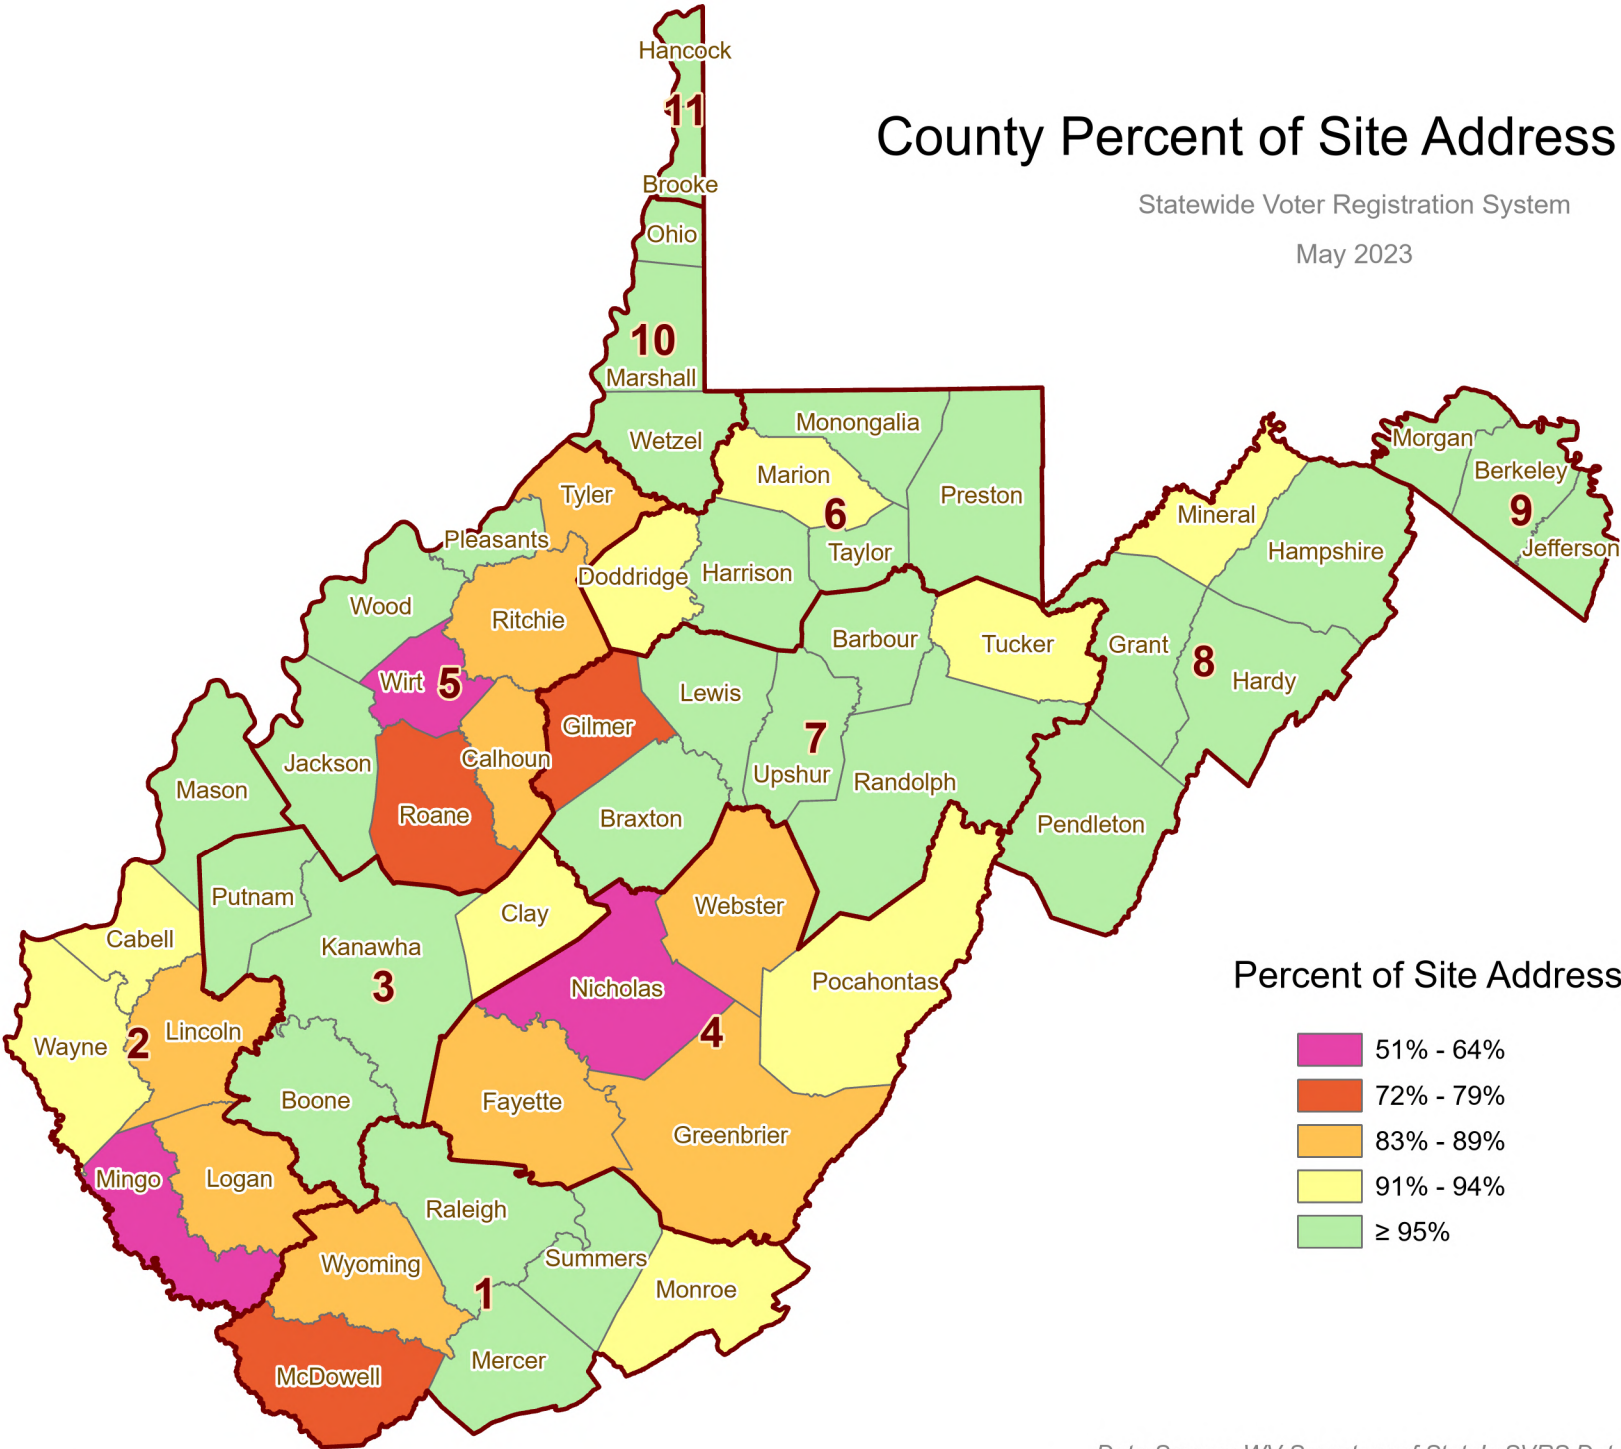 Hancock
11
County Percent of Site Address
Brooke
Statewide Voter Registration System
Ohio
May 2023
10
Marshall
Monongalia
Wetzel
Morgan
Berkeley
Marion
Tyler
Preston
9
6
Mineral
Pleasants
Jefferson
Taylor
Hampshire
Harrison
Doddridge
Wood
Ritchie
Barbour
Tucker
Grant
8
Wirt
5
Hardy
Lewis
Gilmer
7
Calhoun
Jackson
Upshur
Randolph
Mason
Roane
Braxton
Pendleton
Putnam
Webster
Clay
Cabell
Kanawha
3
Nicholas
Pocahontas
Percent of Site Address
Lincoln
4
2
Wayne
51% - 64%
Boone
Fayette
72% - 79%
Greenbrier
83% - 89%
Mingo
Logan
91% - 94%
Raleigh
≥ 95%
Wyoming
Summers
1
Monroe
Mercer
McDowell